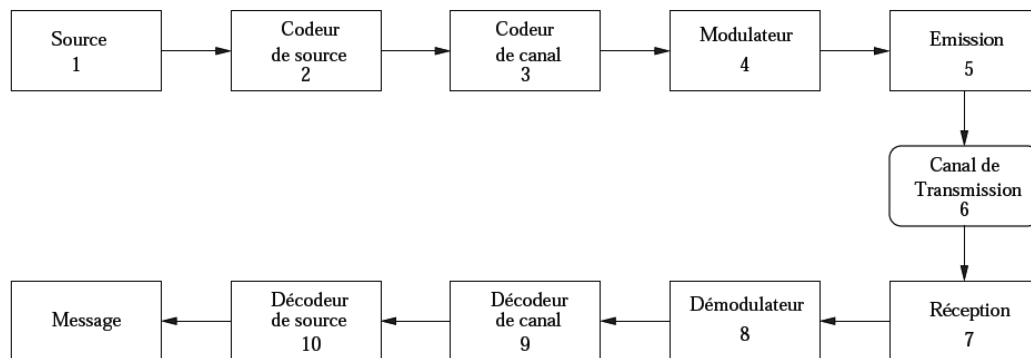 Source
1
Codeur
de source
2
Codeur
de canal
3
Modulateur
4
Emission
5
Canal de
Transmission
6
Message
Décodeur
de source
10
Décodeur
de canal
9
Démodulateur
8
Réception
7